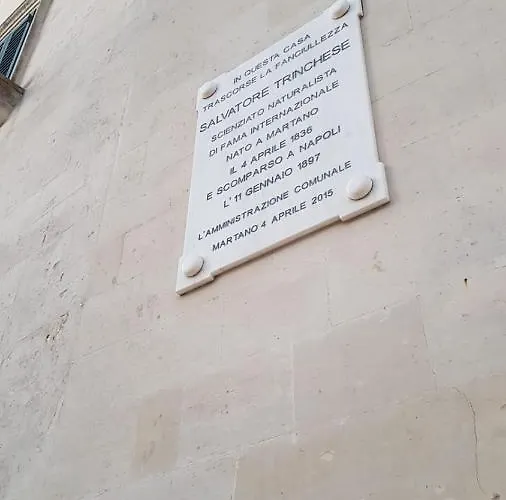 IN QUESTA CASA
TRASCORSE LA FANCIULLEZZA
SALVATORE TRINCHESE
SCIENZIATO NATURALISTA
DI FAMA INTERNAZIONALE
NATO A MARTANO
IL 4 APRILE 1836
E SCOMPARSO A NAPOLI
L'11 GENNAIO 1897
L'AMMINISTRAZIONE COMUNALE
MARTANO 4 APRILE 2015